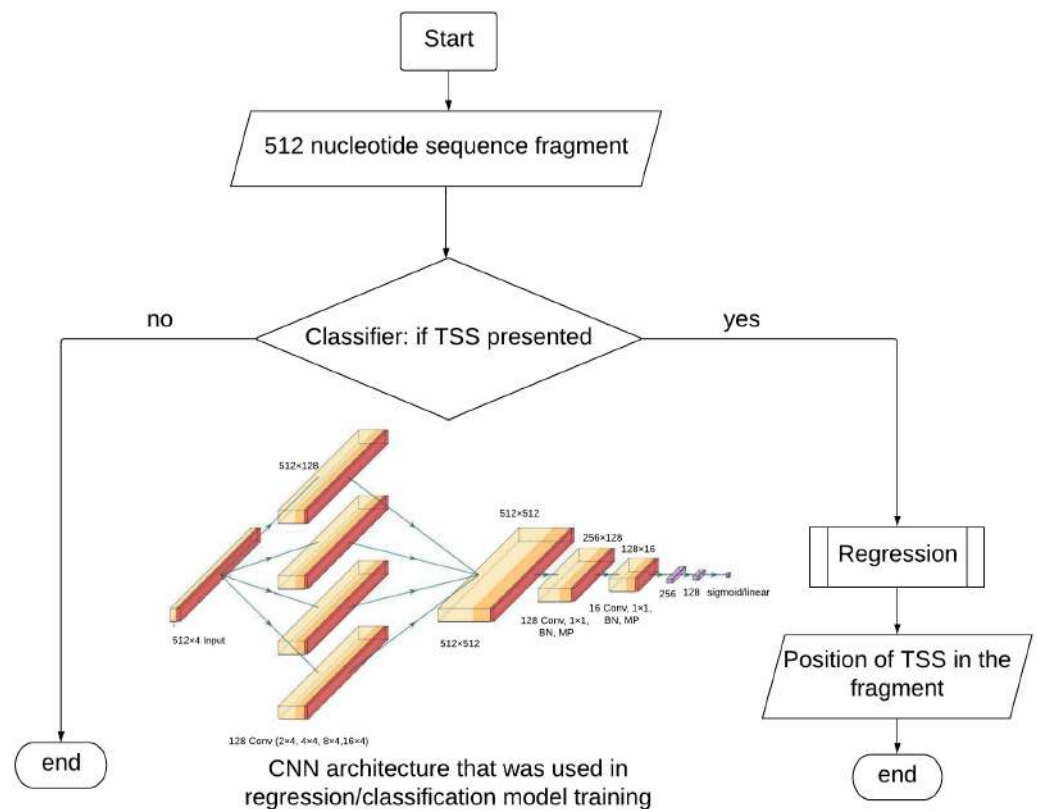 Start
512 nucleotide sequence fragment
Classifier: if TSS presented
no
yes
512×128
512×4 input
128 Conv (2×4, 4×4, 8×4,16×4)
512×512
512×512
256×128
128 Conv, 1×1,
BN, MP
128×16
16 Conv, 1×1,
BN, MP
256
128
sigmoid/linear
CNN architecture that was used in
regression/classification model training
end
Regression
Position of TSS in the
fragment
end